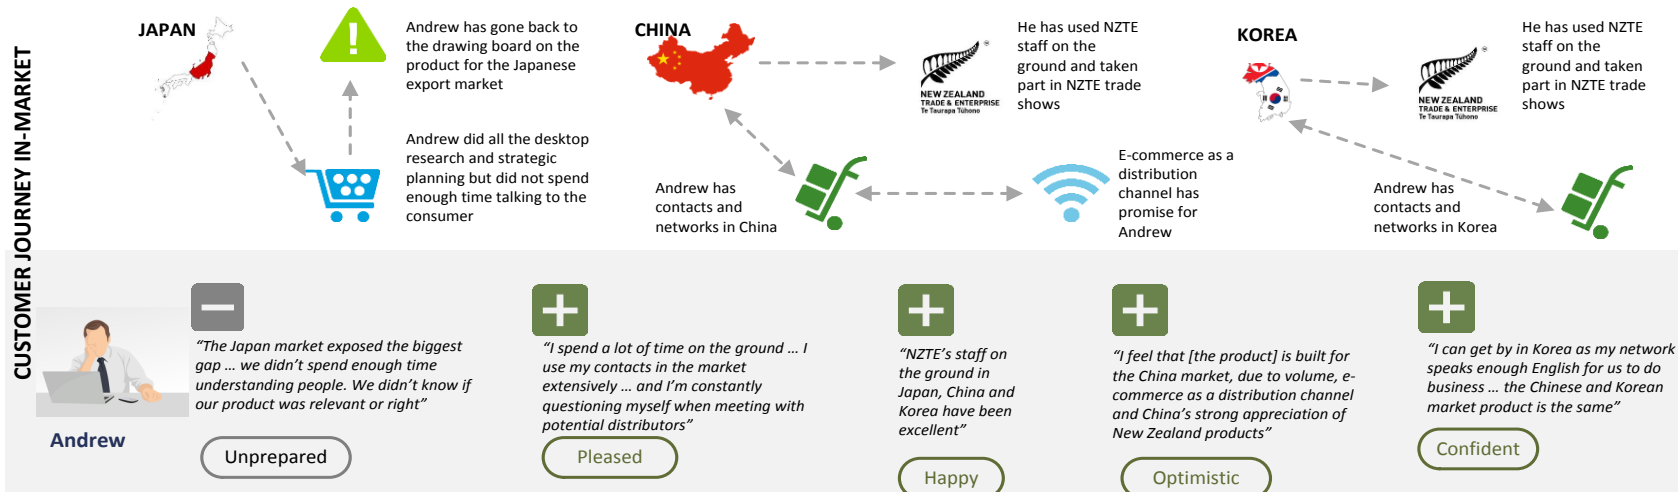 CUSTOMER JOURNEY IN-MARKET
JAPAN
Andrew has gone back to
the drawing board on the
product for the Japanese
export market
Andrew did all the desktop
research and strategic
planning but did not spend
enough time talking to the
consumer
CHINA
NEW ZEALAND
TRADE & ENTERPRISE
Te Taurapa Tūhono
He has used NZTE
staff on the
ground and taken
part in NZTE trade
shows
Andrew has
contacts and
networks in China
E-commerce as a
distribution
channel has
promise for
Andrew
KOREA
NEW ZEALAND
TRADE & ENTERPRISE
Te Taurapa Tūhono
He has used NZTE
staff on the
ground and taken
part in NZTE trade
shows
Andrew has
contacts and
networks in Korea
Andrew
“The Japan market exposed the biggest
gap … we didn’t spend enough time
understanding people. We didn’t know if
our product was relevant or right”
Unprepared
“I spend a lot of time on the ground … I
use my contacts in the market
extensively … and I’m constantly
questioning myself when meeting with
potential distributors”
Pleased
“NZTE’s staff on
the ground in
Japan, China and
Korea have been
excellent”
Happy
“I feel that [the product] is built for
the China market, due to volume, e-
commerce as a distribution channel
and China’s strong appreciation of
New Zealand products”
Optimistic
“I can get by in Korea as my network
speaks enough English for us to do
business … the Chinese and Korean
market product is the same”
Confident